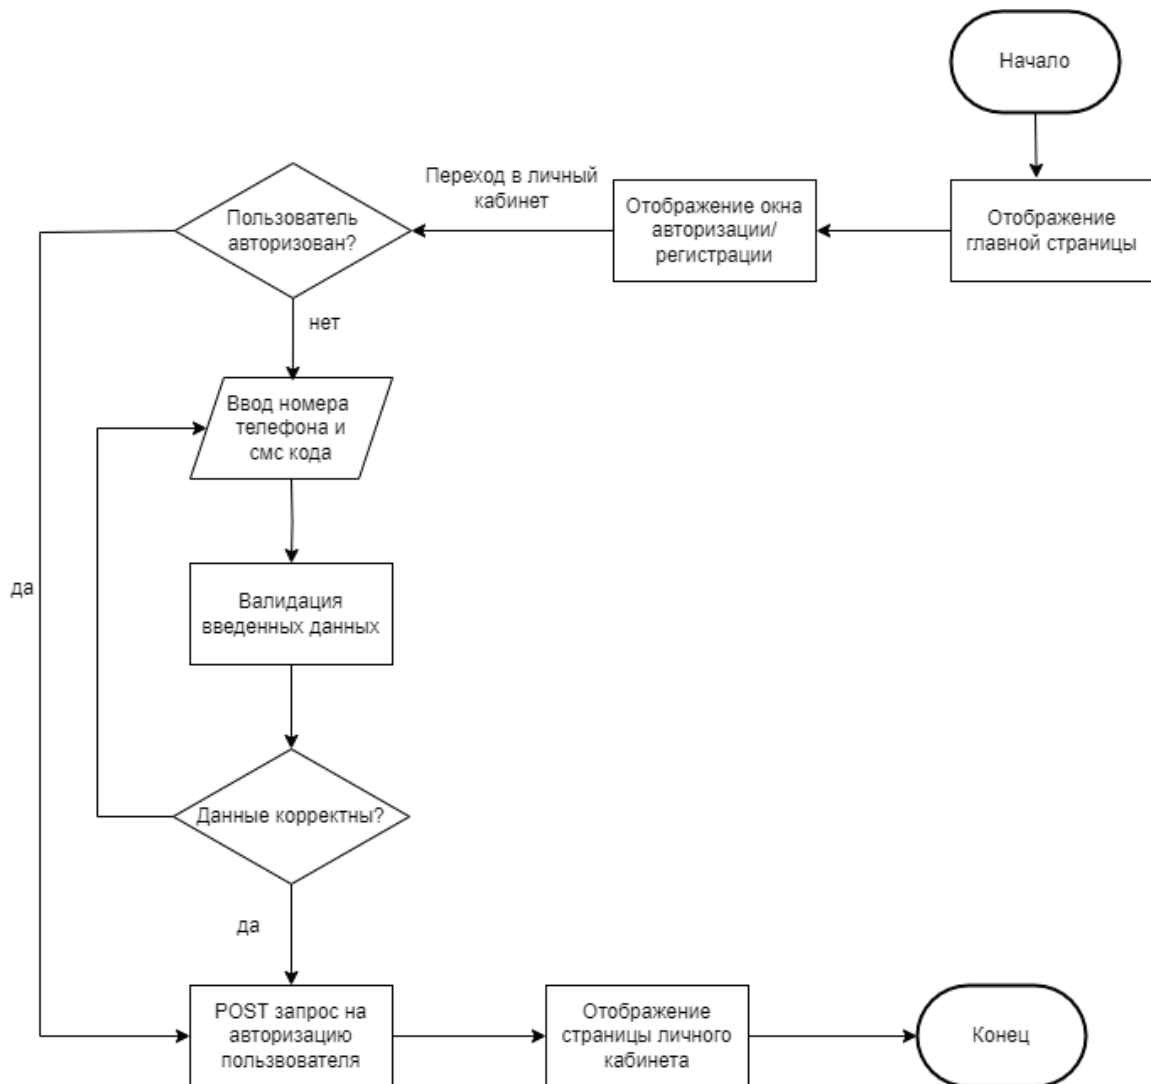 Начало
Отображение
главной страницы
Отображение окна
авторизации/
регистрации
Переход в личный
кабинет
Пользователь
авторизован?
нет
Ввод номера
телефона и
смс кода
да
Валидация
введенных данных
Данные корректны?
да
POST запрос на
авторизацию
пользвователя
Отображение
страницы личного
кабинета
Конец